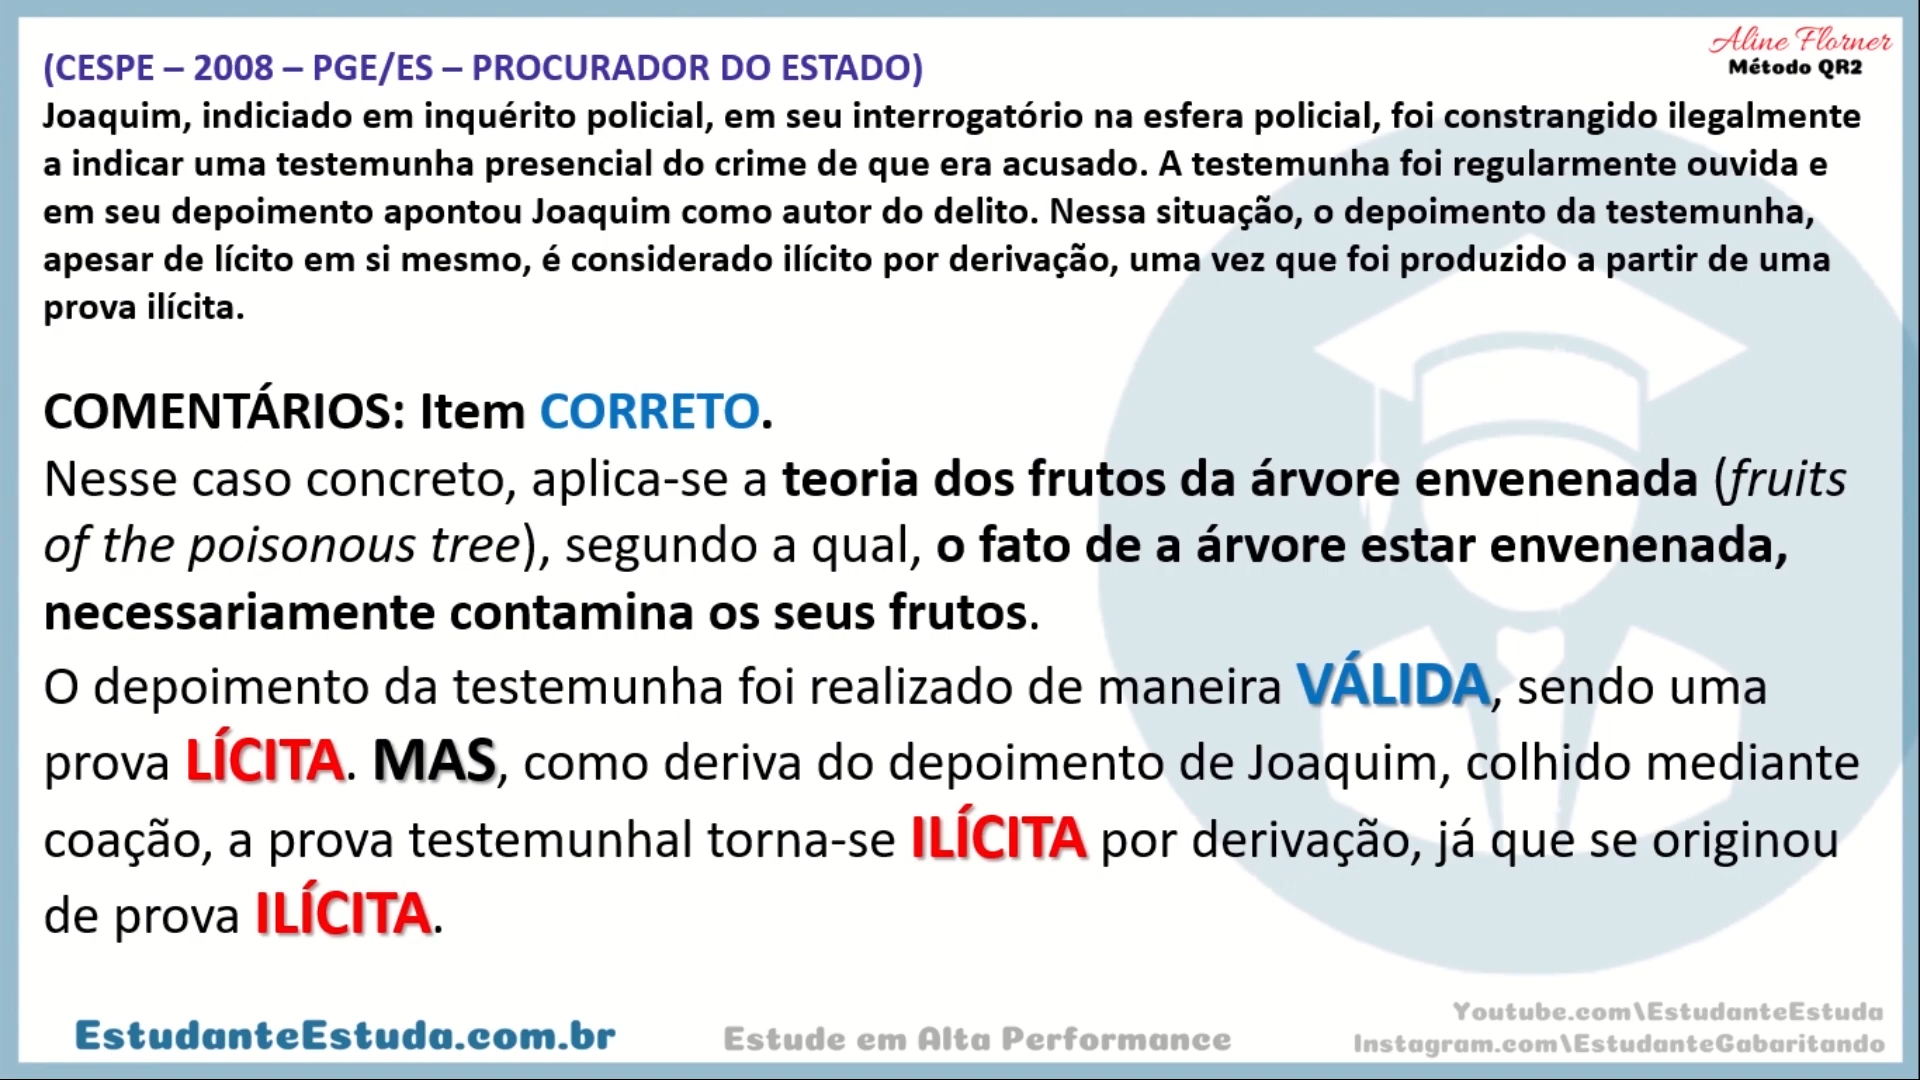 Aline Florner
Método QR2
(CESPE – 2008 – PGE/ES – PROCURADOR DO ESTADO)
Joaquim, indiciado em inquérito policial, em seu interrogatório na esfera policial, foi constrangido ilegalmente
a indicar uma testemunha presencial do crime de que era acusado. A testemunha foi regularmente ouvida e
em seu depoimento apontou Joaquim como autor do delito. Nessa situação, o depoimento da testemunha,
apesar de lícito em si mesmo, é considerado ilícito por derivação, uma vez que foi produzido a partir de uma
prova ilícita.
COMENTÁRIOS: Item CORRETO.
Nesse caso concreto, aplica-se a teoria dos frutos da árvore envenenada (fruits
of the poisonous tree), segundo a qual, o fato de a árvore estar envenenada,
necessariamente contamina os seus frutos.
O depoimento da testemunha foi realizado de maneira VÁLIDA, sendo uma
prova LÍCITA. MAS, como deriva do depoimento de Joaquim, colhido mediante
coação, a prova testemunhal torna-se ILÍCITA por derivação, já que se originou
de prova ILÍCITA.
EstudanteEstuda.com.br
Estude em Alta Performance
Youtube.com\EstudanteEstuda
Instagram.com\EstudanteGabaritando